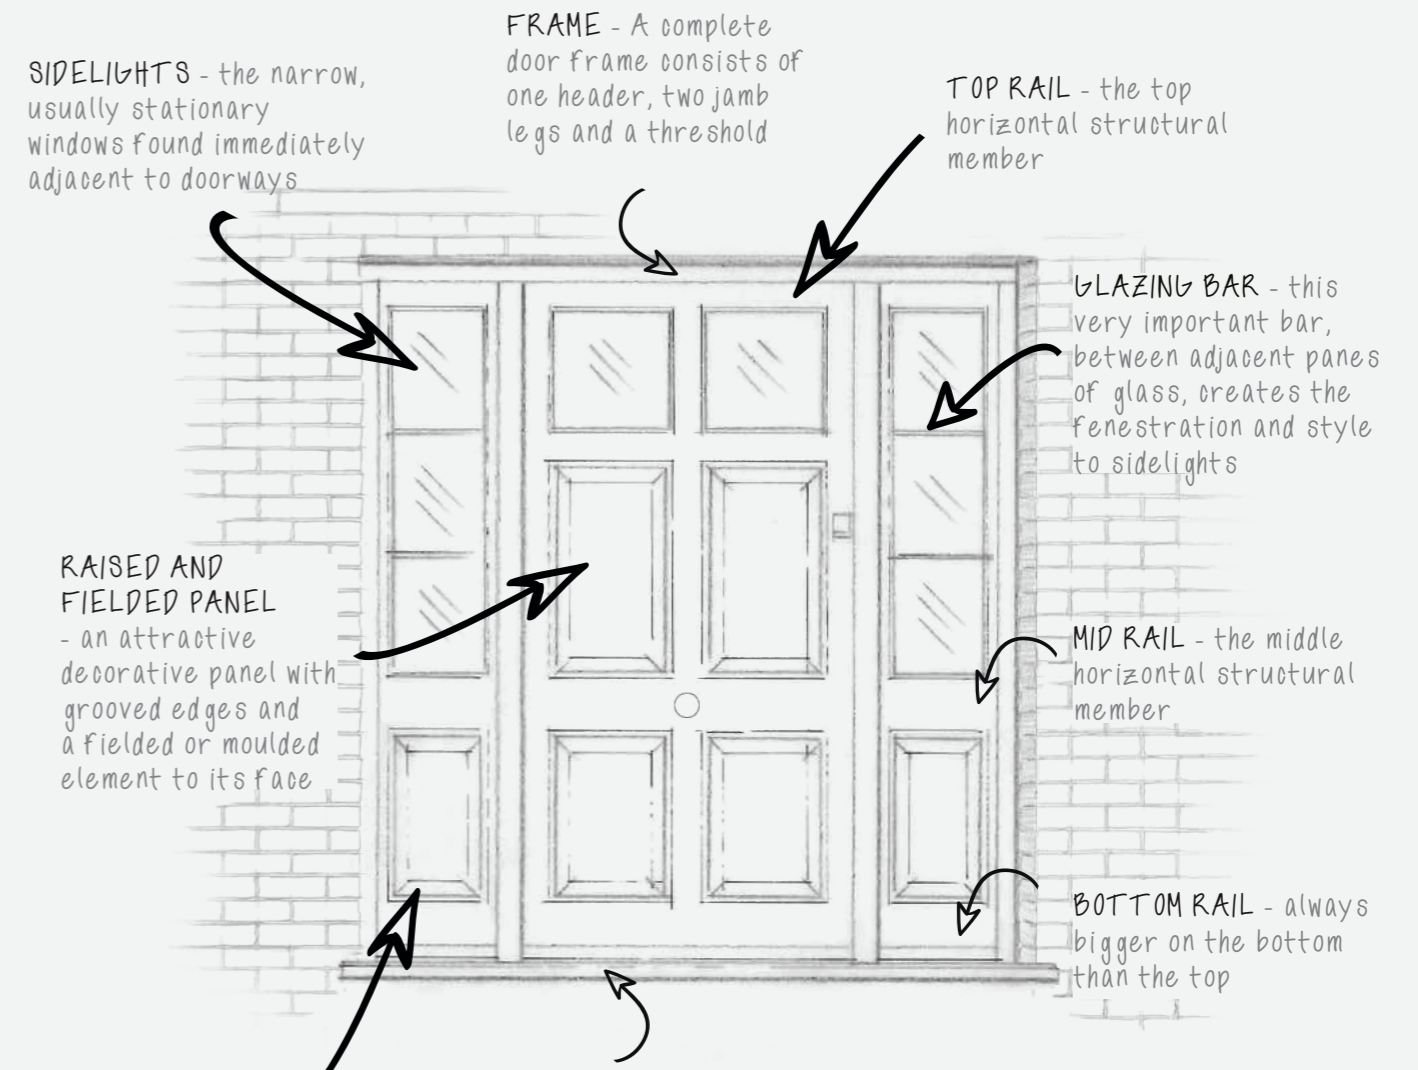 SIDELIGHTS - the narrow,
usually stationary
windows found immediately
adjacent to doorways
FRAME - A complete
door frame consists of
one header, two jamb
legs and a threshold
TOP RAIL - the top
horizontal structural
member
GLAZING BAR - this
very important bar,
between adjacent panes
of glass, creates the
fenestration and style
to sidelights
RAISED AND
FIELDED PANEL
- an attractive
decorative panel with
grooved edges and
a fielded or moulded
element to its face
MID RAIL - the middle
horizontal structural
member
BOTTOM RAIL - always
bigger on the bottom
than the top